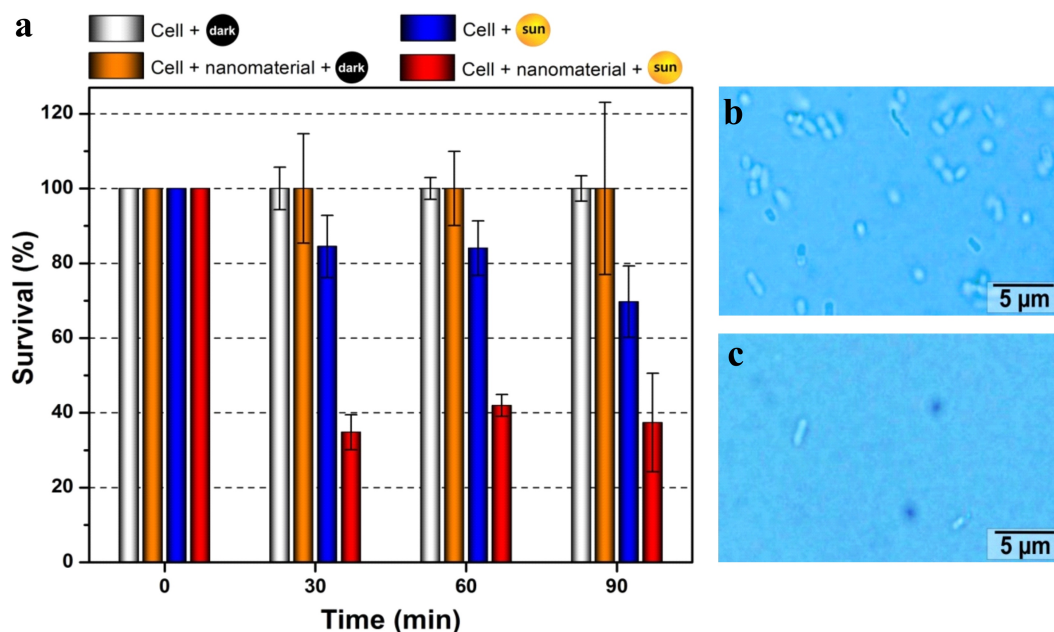 a
Cell + dark
Cell + sun
Cell + nanomaterial + dark
Cell + nanomaterial + sun
Survival (%)
120
100
80
60
40
20
0
0 30 60 90
Time (min)
b
5 µm
c
5 µm